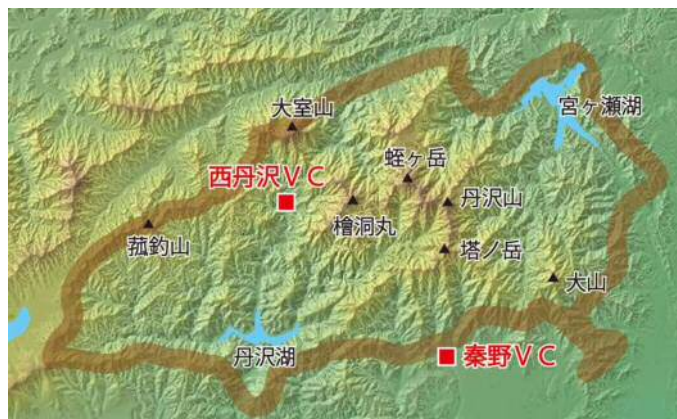 大室山
宮ヶ瀬湖
蛭ヶ岳
西丹沢ＶＣ
丹沢山
檜洞丸
菰釣山
塔ノ岳
大山
丹沢湖
秦野ＶＣ